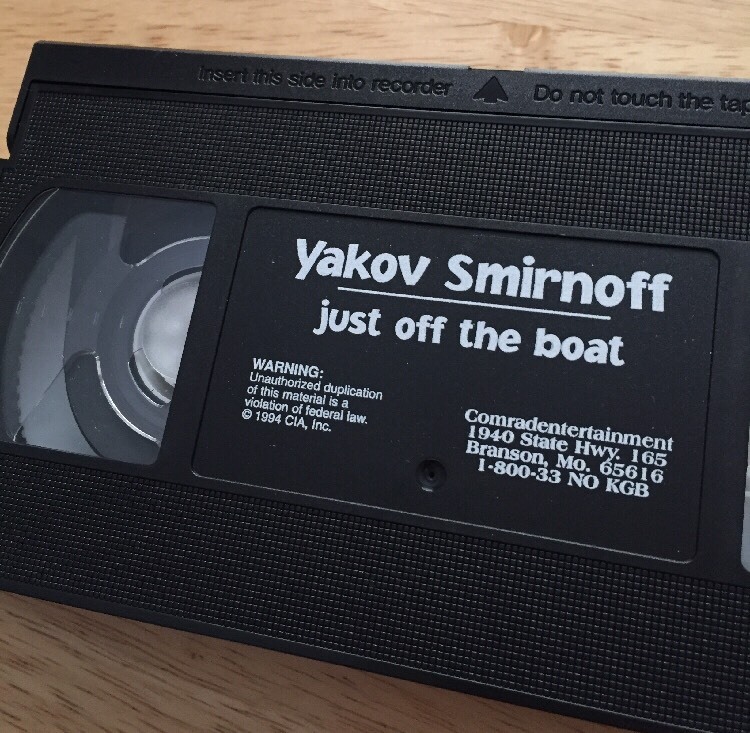 Insert this side into recorder Do not touch the tap
Yakov Smirnoff
just off the boat
WARNING:
Unauthorized duplication
of this material is a
violation of federal law.
© 1994 CIA, Inc.
Comradentertainment
1940 State Hwy. 165
Branson, Mo. 65616
1-800-33 NO KGB